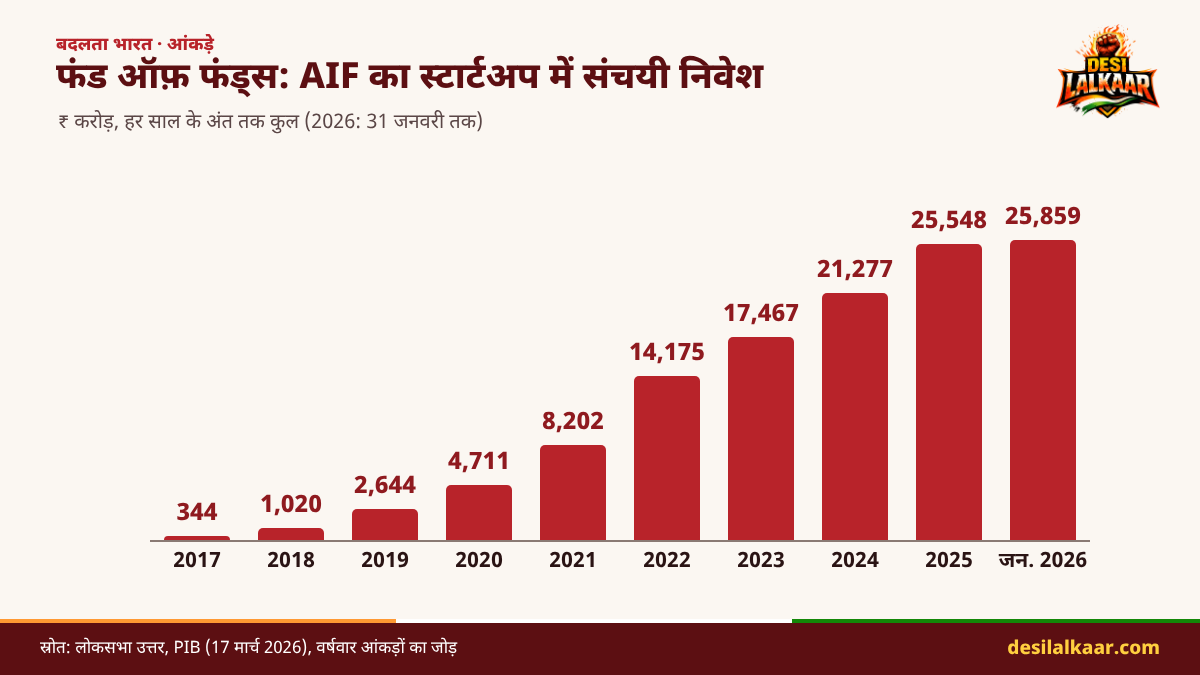 बदलता भारत · आंकड़े
फंड ऑफ़ फंड्स: AIF का स्टार्टअप में संचयी निवेश
₹ करोड़, हर साल के अंत तक कुल (2026: 31 जनवरी तक)
DESI
LALKAAR
344
1,020
2,644
4,711
8,202
14,175
17,467
21,277
25,548
25,859
2017 2018 2019 2020 2021 2022 2023 2024 2025 जन. 2026
स्रोत: लोकसभा उत्तर, PIB (17 मार्च 2026), वर्षवार आंकड़ों का जोड़
desilalkaar.com